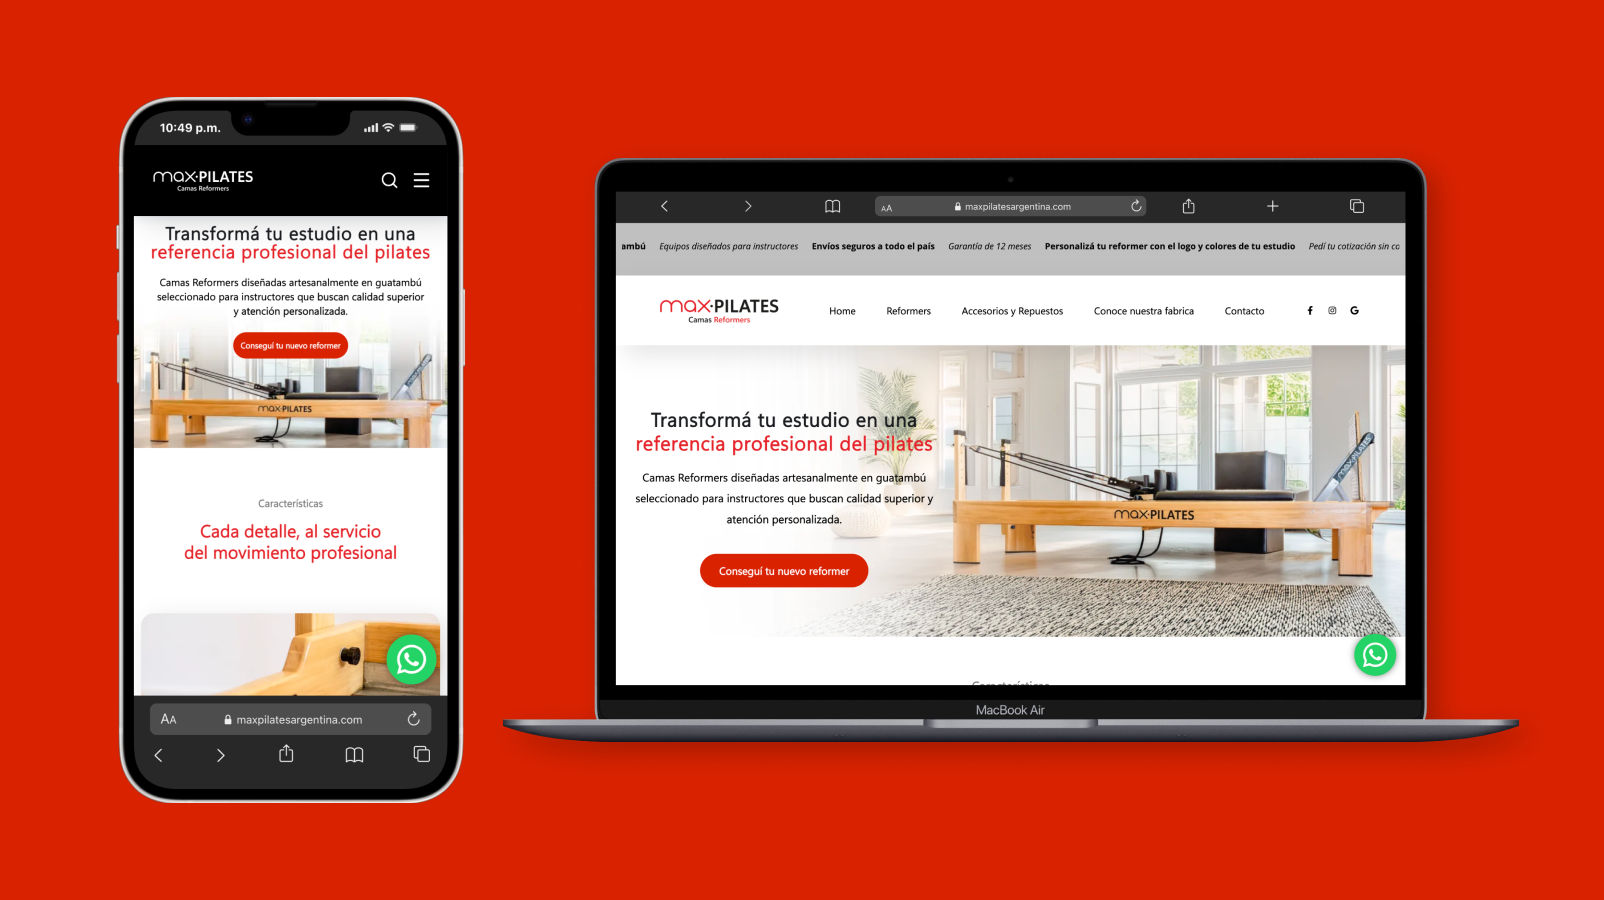 10:49 p.m.
max·PILATES
Camas Reformers
Transformá tu estudio en una
referencia profesional del pilates
Camas Reformers diseñadas artesanalmente en guatambú
seleccionado para instructores que buscan calidad superior
y atención personalizada.
Conseguí tu nuevo reformer
max·PILATES
Características
Cada detalle, al servicio
del movimiento profesional
AA maxpilatesargentina.com
AA maxpilatesargentina.com
ambú Equipos diseñados para instructores Envíos seguros a todo el país Garantía de 12 meses Personalizá tu reformer con el logo y colores de tu estudio Pedí tu cotización sin co
max·PILATES
Camas Reformers
Home Reformers Accesorios y Repuestos Conoce nuestra fabrica Contacto
Transformá tu estudio en una
referencia profesional del pilates
Camas Reformers diseñadas artesanalmente en guatambú
seleccionado para instructores que buscan calidad superior y
atención personalizada.
Conseguí tu nuevo reformer
max·PILATES
max·PILATES
Características
MacBook Air